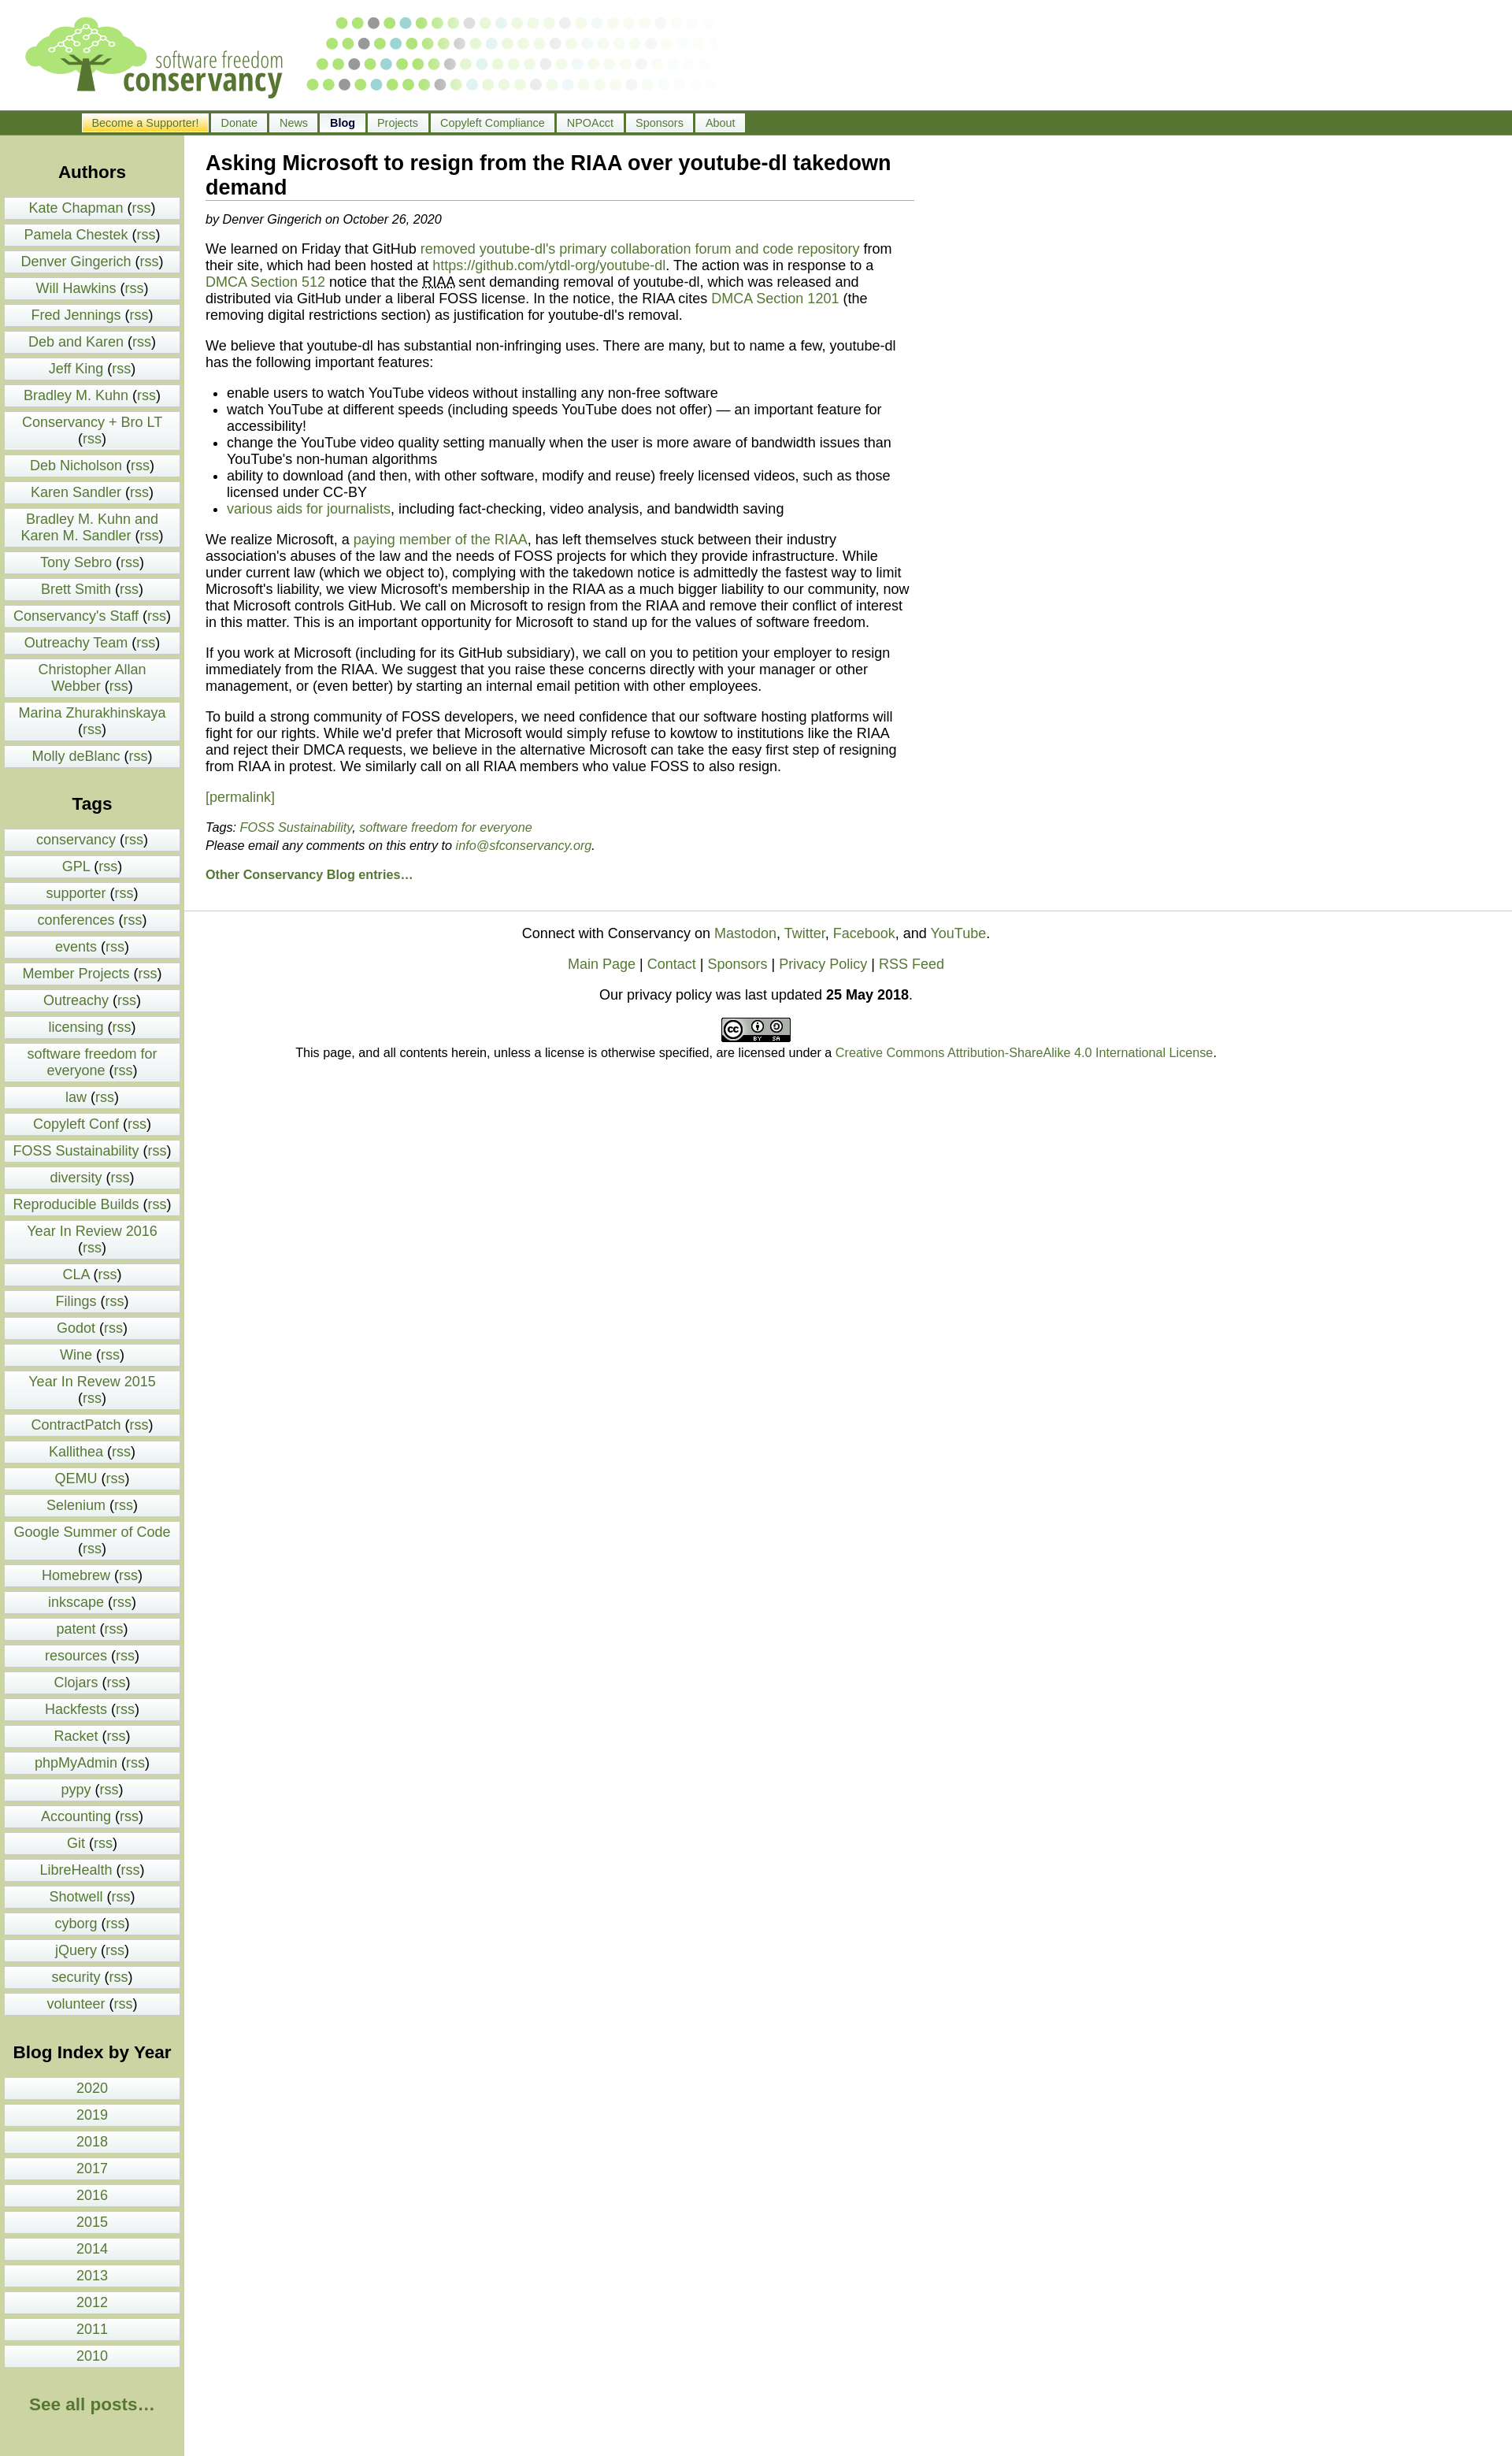 software freedom
conservancy
Become a Supporter!
Donate
News
Blog
Projects
Copyleft Compliance
NPOAcct
Sponsors
About
Authors
Kate Chapman (rss)
Pamela Chestek (rss)
Denver Gingerich (rss)
Will Hawkins (rss)
Fred Jennings (rss)
Deb and Karen (rss)
Jeff King (rss)
Bradley M. Kuhn (rss)
Conservancy + Bro LT
(rss)
Deb Nicholson (rss)
Karen Sandler (rss)
Bradley M. Kuhn and
Karen M. Sandler (rss)
Tony Sebro (rss)
Brett Smith (rss)
Conservancy's Staff (rss)
Outreachy Team (rss)
Christopher Allan
Webber (rss)
Marina Zhurakhinskaya
(rss)
Molly deBlanc (rss)
Tags
conservancy (rss)
GPL (rss)
supporter (rss)
conferences (rss)
events (rss)
Member Projects (rss)
Outreachy (rss)
licensing (rss)
software freedom for
everyone (rss)
law (rss)
Copyleft Conf (rss)
FOSS Sustainability (rss)
diversity (rss)
Reproducible Builds (rss)
Year In Review 2016
(rss)
CLA (rss)
Filings (rss)
Godot (rss)
Wine (rss)
Year In Revew 2015
(rss)
ContractPatch (rss)
Kallithea (rss)
QEMU (rss)
Selenium (rss)
Google Summer of Code
(rss)
Homebrew (rss)
inkscape (rss)
patent (rss)
resources (rss)
Clojars (rss)
Hackfests (rss)
Racket (rss)
phpMyAdmin (rss)
pypy (rss)
Accounting (rss)
Git (rss)
LibreHealth (rss)
Shotwell (rss)
cyborg (rss)
jQuery (rss)
security (rss)
volunteer (rss)
Blog Index by Year
2020
2019
2018
2017
2016
2015
2014
2013
2012
2011
2010
See all posts…
Asking Microsoft to resign from the RIAA over youtube-dl takedown
demand
by Denver Gingerich on October 26, 2020
We learned on Friday that GitHub removed youtube-dl's primary collaboration forum and code repository from
their site, which had been hosted at https://github.com/ytdl-org/youtube-dl. The action was in response to a
DMCA Section 512 notice that the RIAA sent demanding removal of youtube-dl, which was released and
distributed via GitHub under a liberal FOSS license. In the notice, the RIAA cites DMCA Section 1201 (the
removing digital restrictions section) as justification for youtube-dl's removal.
We believe that youtube-dl has substantial non-infringing uses. There are many, but to name a few, youtube-dl
has the following important features:
• enable users to watch YouTube videos without installing any non-free software
• watch YouTube at different speeds (including speeds YouTube does not offer) — an important feature for
accessibility!
• change the YouTube video quality setting manually when the user is more aware of bandwidth issues than
YouTube's non-human algorithms
• ability to download (and then, with other software, modify and reuse) freely licensed videos, such as those
licensed under CC-BY
• various aids for journalists, including fact-checking, video analysis, and bandwidth saving
We realize Microsoft, a paying member of the RIAA, has left themselves stuck between their industry
association's abuses of the law and the needs of FOSS projects for which they provide infrastructure. While
under current law (which we object to), complying with the takedown notice is admittedly the fastest way to limit
Microsoft's liability, we view Microsoft's membership in the RIAA as a much bigger liability to our community, now
that Microsoft controls GitHub. We call on Microsoft to resign from the RIAA and remove their conflict of interest
in this matter. This is an important opportunity for Microsoft to stand up for the values of software freedom.
If you work at Microsoft (including for its GitHub subsidiary), we call on you to petition your employer to resign
immediately from the RIAA. We suggest that you raise these concerns directly with your manager or other
management, or (even better) by starting an internal email petition with other employees.
To build a strong community of FOSS developers, we need confidence that our software hosting platforms will
fight for our rights. While we'd prefer that Microsoft would simply refuse to kowtow to institutions like the RIAA
and reject their DMCA requests, we believe in the alternative Microsoft can take the easy first step of resigning
from RIAA in protest. We similarly call on all RIAA members who value FOSS to also resign.
[permalink]
Tags: FOSS Sustainability, software freedom for everyone
Please email any comments on this entry to info@sfconservancy.org.
Other Conservancy Blog entries…
Connect with Conservancy on Mastodon, Twitter, Facebook, and YouTube.
Main Page | Contact | Sponsors | Privacy Policy | RSS Feed
Our privacy policy was last updated 25 May 2018.
cc BY SA
This page, and all contents herein, unless a license is otherwise specified, are licensed under a Creative Commons Attribution-ShareAlike 4.0 International License.